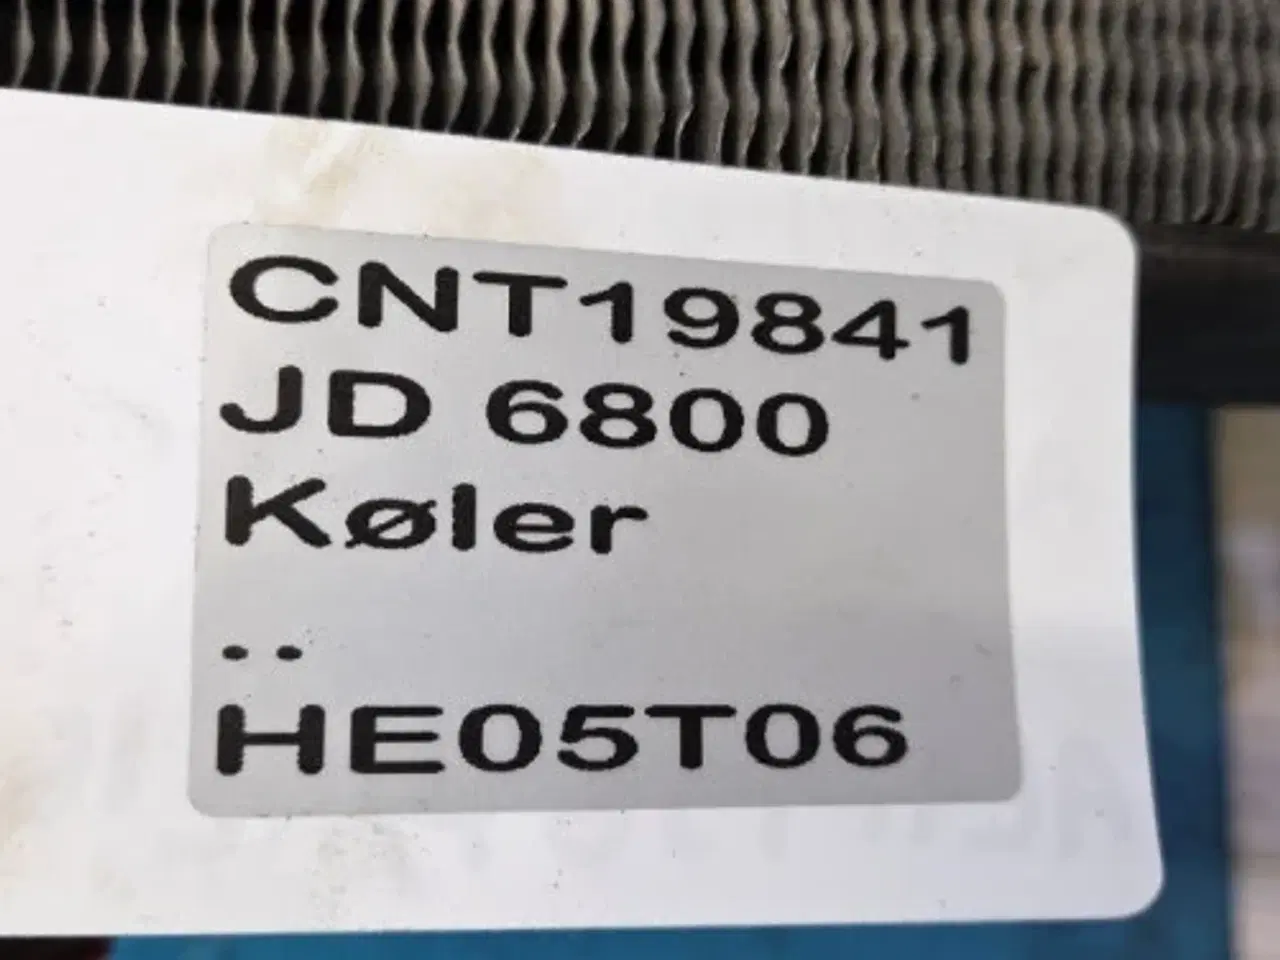 CNT19841
JD 6800
Køler
..
HE05T06